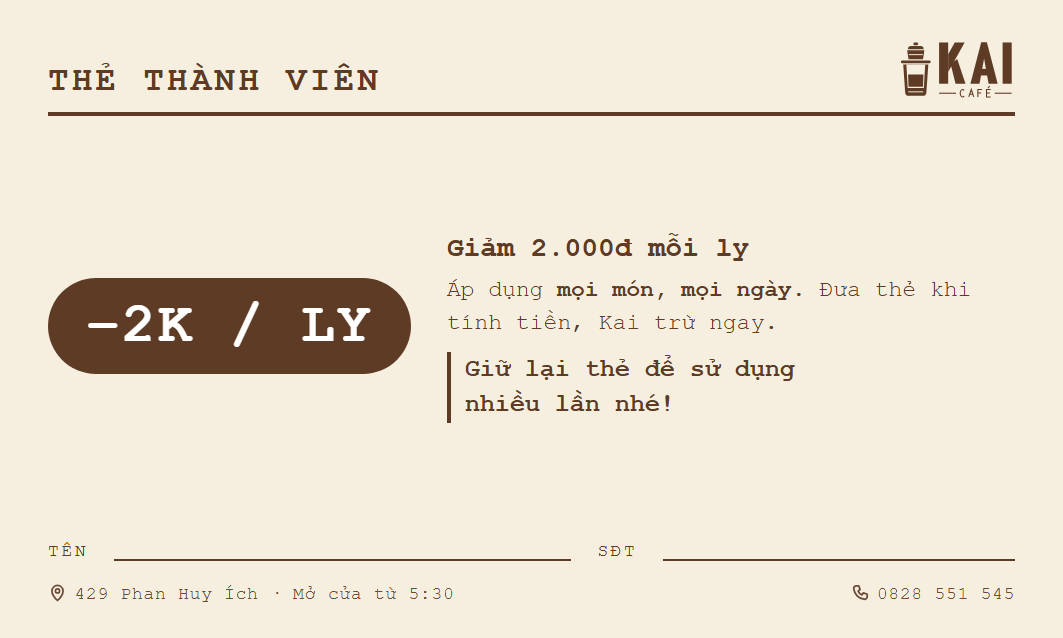 THẺ THÀNH VIÊN
KAI
CAFÉ
−2K / LY
Giảm 2.000đ mỗi ly
Áp dụng mọi món, mọi ngày. Đưa thẻ khi
tính tiền, Kai trừ ngay.
Giữ lại thẻ để sử dụng
nhiều lần nhé!
TÊN
SĐT
429 Phan Huy Ích · Mở cửa từ 5:30
0828 551 545